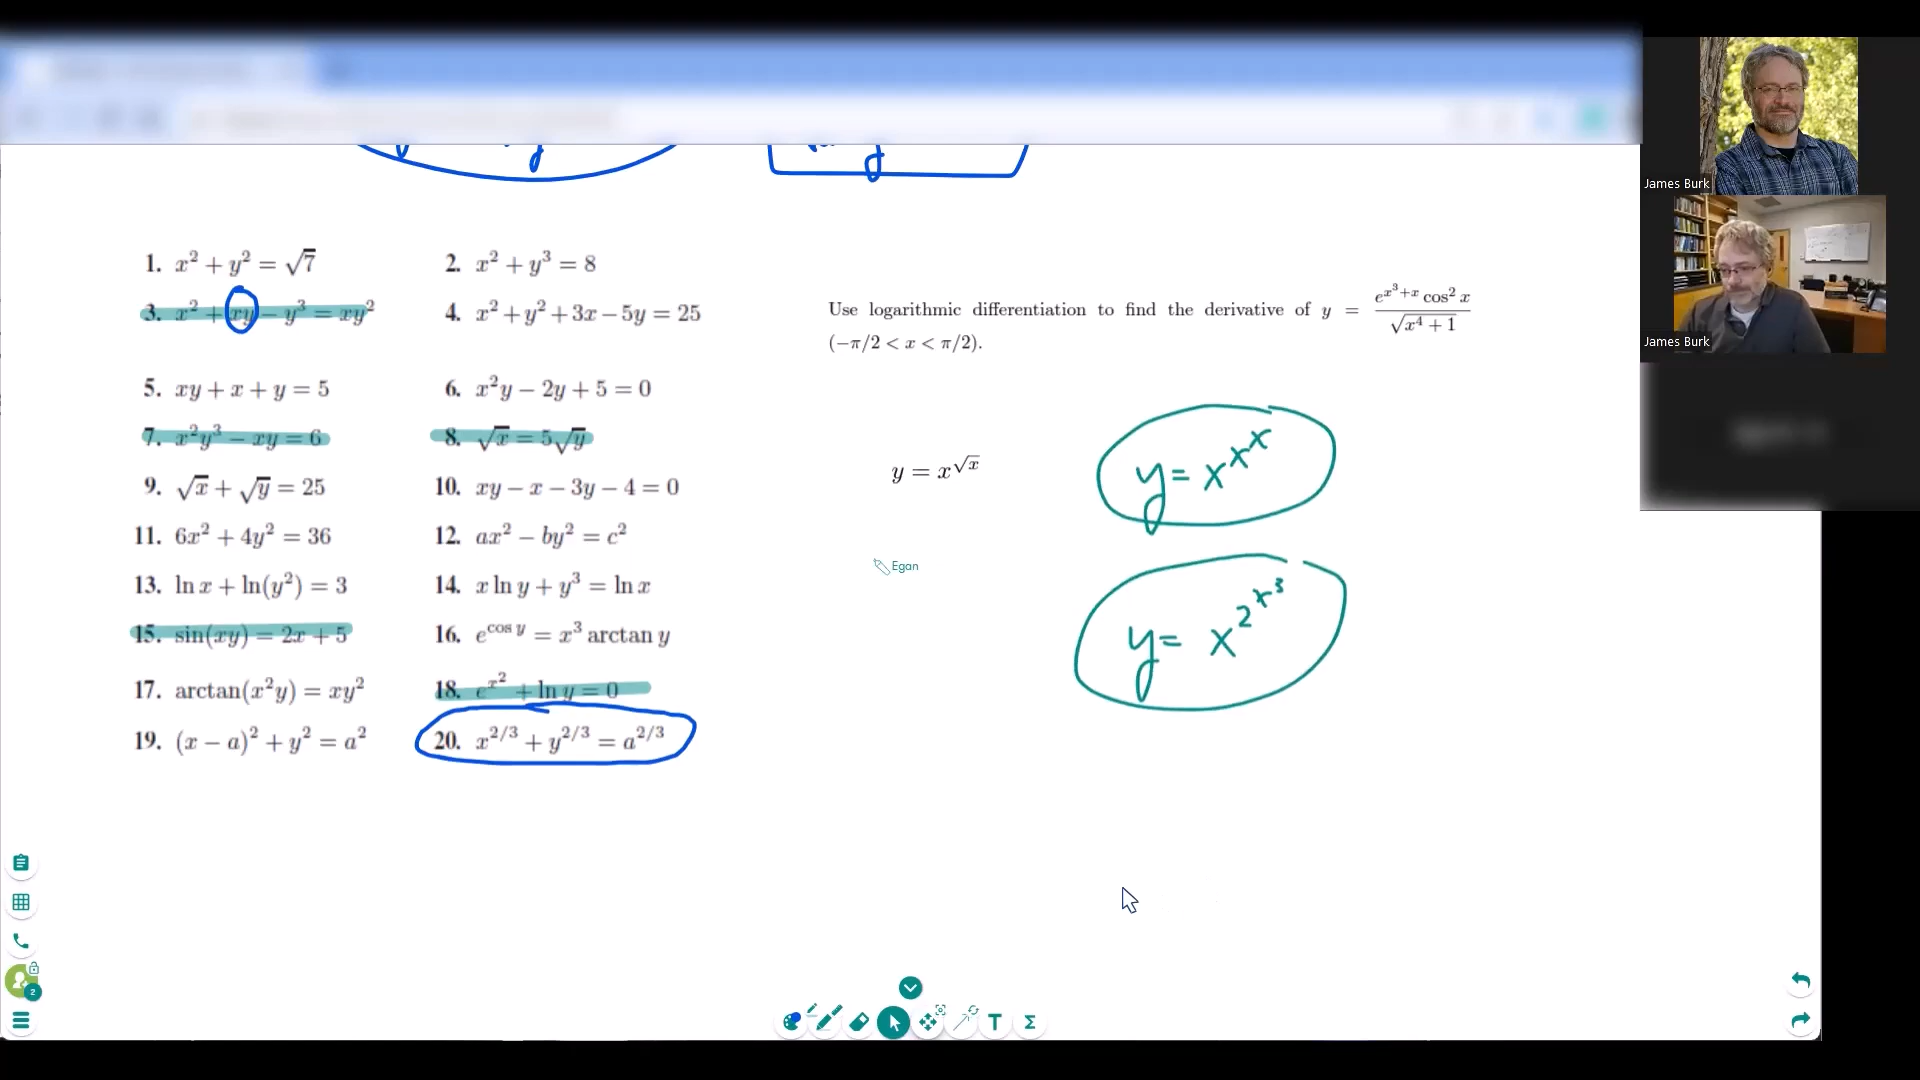 1. x² + y² = √7
2. x² + y³ = 8
3. x² + xy − y³ = xy²
4. x² + y² + 3x − 5y = 25
5. xy + x + y = 5
6. x²y − 2y + 5 = 0
7. x²y³ − xy = 6
8. √x = 5√y
9. √x + √y = 25
10. xy − x − 3y − 4 = 0
11. 6x² + 4y² = 36
12. ax² − by² = c²
13. ln x + ln(y²) = 3
14. x ln y + y³ = ln x
15. sin(xy) = 2x + 5
16. e^{cos y} = x³ arctan y
17. arctan(x²y) = xy²
18. e^{x²} + ln y = 0
19. (x − a)² + y² = a²
20. x^{2/3} + y^{2/3} = a^{2/3}
Use logarithmic differentiation to find the derivative of y = \frac{e^{x³+x} cos² x}{√(x⁴ + 1)}
(−π/2 < x < π/2).
y = x^{√x}
y = x^{x^{x}}
Egan
y = x^{2^{x^{3}}}
James Burk
James Burk
2
T
Σ